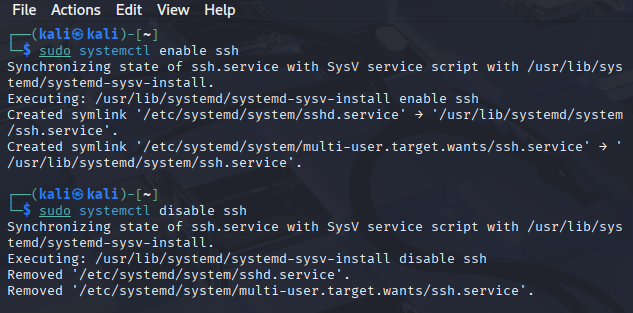 File Actions Edit View Help
┌──(kali㉿kali)-[~]
└─$ sudo systemctl enable ssh
Synchronizing state of ssh.service with SysV service script with /usr/lib/sys
temd/systemd-sysv-install.
Executing: /usr/lib/systemd/systemd-sysv-install enable ssh
Created symlink '/etc/systemd/system/sshd.service' → '/usr/lib/systemd/system
/ssh.service'.
Created symlink '/etc/systemd/system/multi-user.target.wants/ssh.service' → '
/usr/lib/systemd/system/ssh.service'.
┌──(kali㉿kali)-[~]
└─$ sudo systemctl disable ssh
Synchronizing state of ssh.service with SysV service script with /usr/lib/sys
temd/systemd-sysv-install.
Executing: /usr/lib/systemd/systemd-sysv-install disable ssh
Removed '/etc/systemd/system/sshd.service'.
Removed '/etc/systemd/system/multi-user.target.wants/ssh.service'.